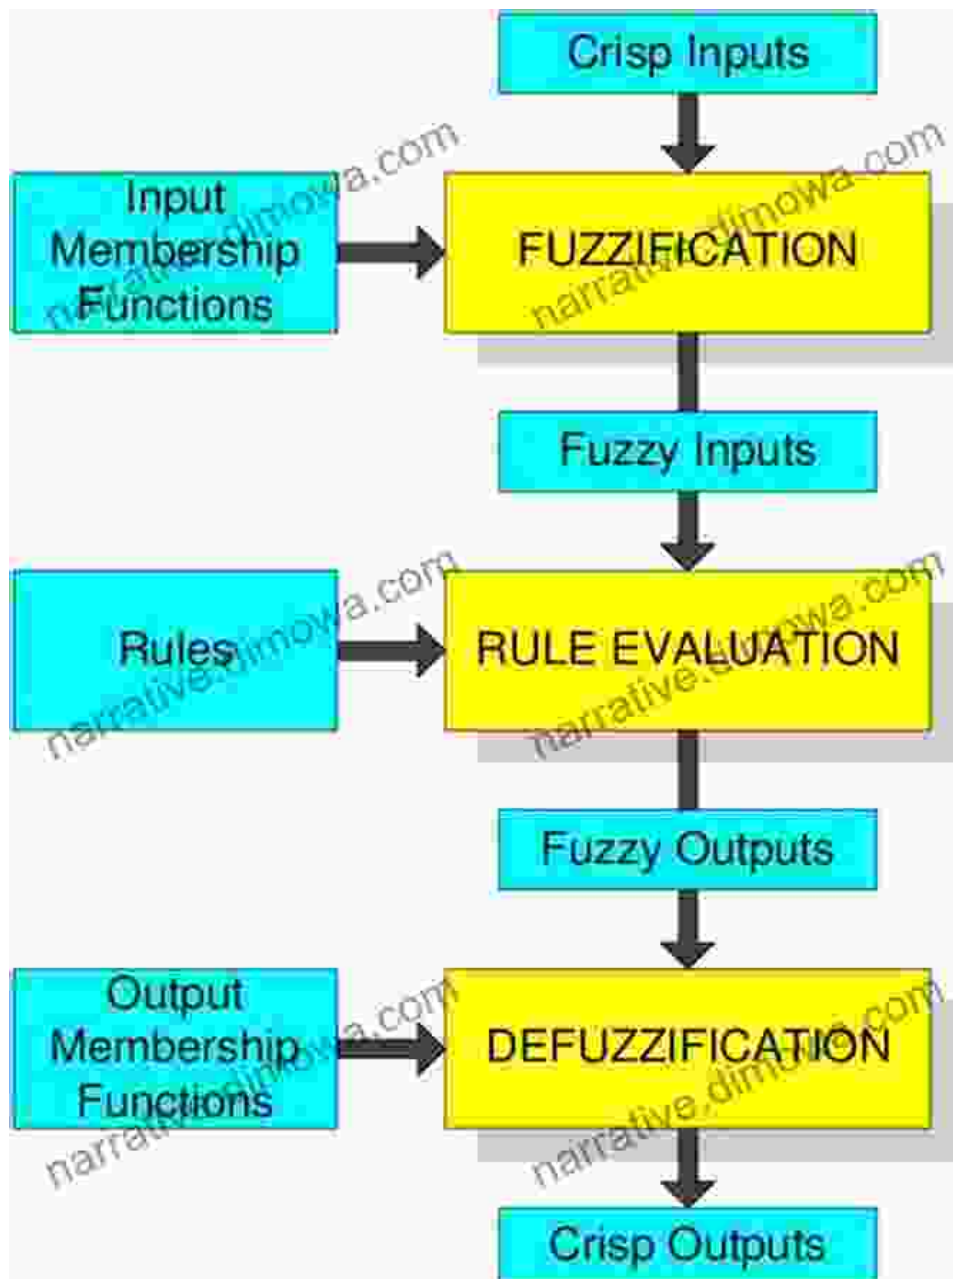 Crisp Inputs
Input
Membership
Functions
FUZZIFICATION
Fuzzy Inputs
Rules
RULE EVALUATION
Fuzzy Outputs
Output
Membership
Functions
DEFUZZIFICATION
Crisp Outputs
narrative.dimowa.com
narrative.dimowa.com
narrative.dimowa.com
narrative.dimowa.com
narrative.dimowa.com
narrative.dimowa.com